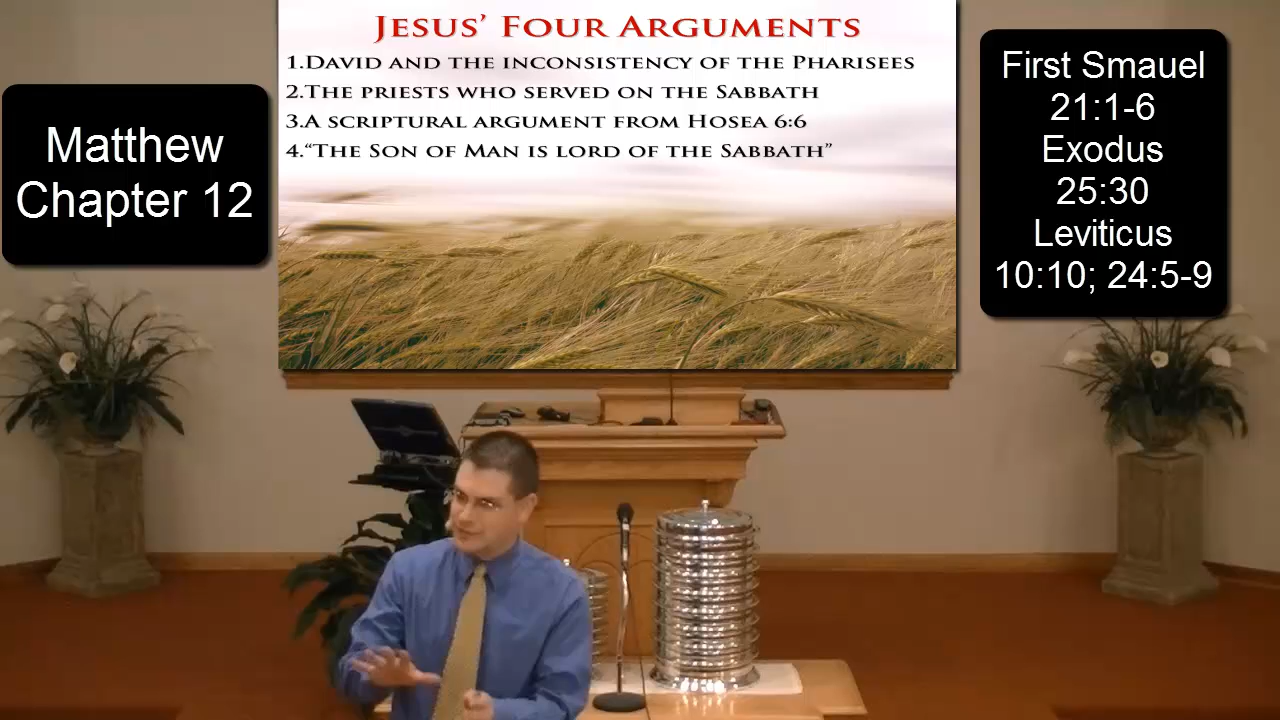 Jesus' Four Arguments
1.David and the inconsistency of the Pharisees
2.The priests who served on the Sabbath
3.A scriptural argument from Hosea 6:6
4."The Son of Man is lord of the Sabbath"
Matthew
Chapter 12
First Smauel
21:1-6
Exodus
25:30
Leviticus
10:10; 24:5-9